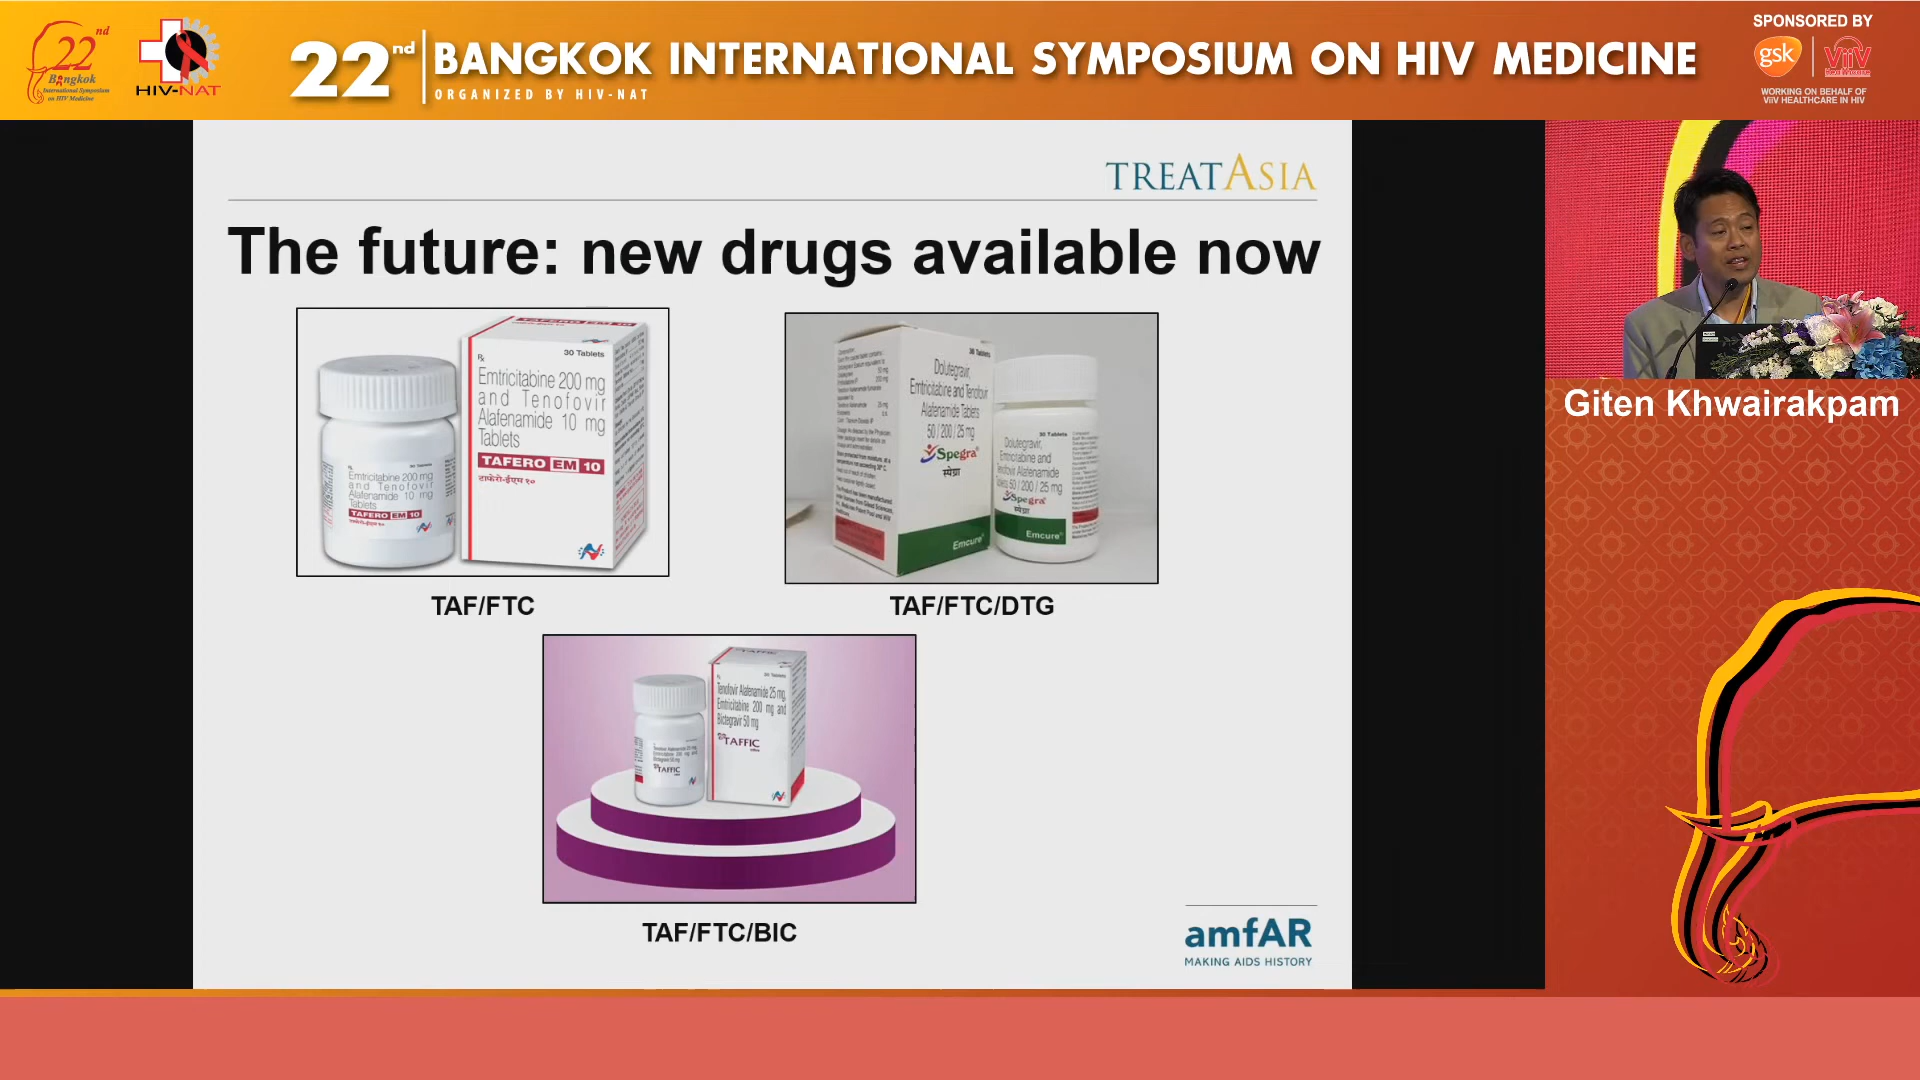 22nd
Bangkok
International Symposium
on HIV Medicine
HIV-NAT
22nd BANGKOK INTERNATIONAL SYMPOSIUM ON HIV MEDICINE
ORGANIZED BY HIV-NAT
SPONSORED BY
gsk
ViiV
WORKING ON BEHALF OF
ViiV HEALTHCARE IN HIV
TREATASIA
The future: new drugs available now
30 Tablets
Emtricitabine 200 mg
and Tenofovir
Alafenamide 10 mg
Tablets
TAFERO EM 10
टाफेरो-ईएम १०
Emtricitabine 200 mg
and Tenofovir
Alafenamide 10 mg
Tablets
TAFERO EM 10
TAF/FTC
30 Tablets
Dolutegravir,
Emtricitabine and Tenofovir
Alafenamide Tablets
50 / 200 / 25 mg
Spegra
स्पेग्रा
Emcure
30 Tablets
Dolutegravir,
Emtricitabine and
Tenofovir Alafenamide
Tablets 50 / 200 / 25 mg
Spegra
स्पेग्रा
Emcure
TAF/FTC/DTG
Tenofovir Alafenamide 25 mg,
Emtricitabine 200 mg and
Bictegravir 50 mg
TAFFIC
TAFFIC
TAF/FTC/BIC
amfAR
MAKING AIDS HISTORY
Giten Khwairakpam